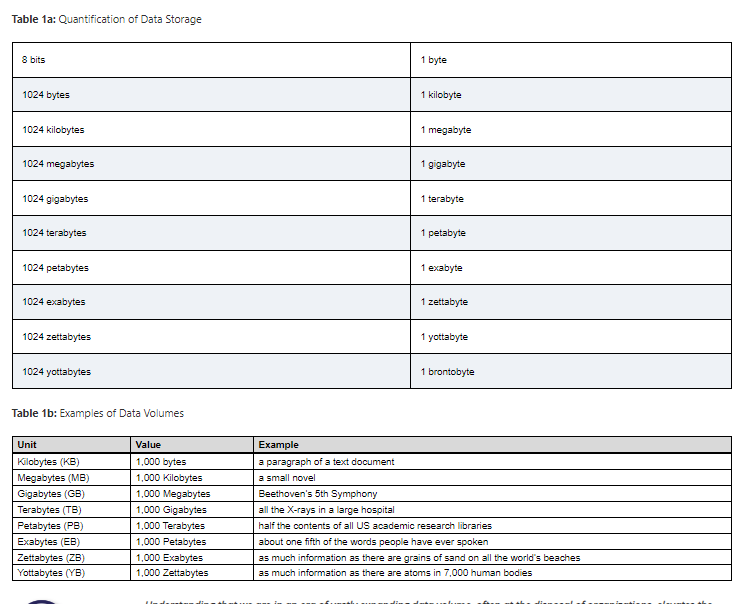 Table 1a: Quantification of Data Storage
8 bits 1 byte
1024 bytes 1 kilobyte
1024 kilobytes 1 megabyte
1024 megabytes 1 gigabyte
1024 gigabytes 1 terabyte
1024 terabytes 1 petabyte
1024 petabytes 1 exabyte
1024 exabytes 1 zettabyte
1024 zettabytes 1 yottabyte
1024 yottabytes 1 brontobyte
Table 1b: Examples of Data Volumes
Unit Value Example
Kilobytes (KB) 1,000 bytes a paragraph of a text document
Megabytes (MB) 1,000 Kilobytes a small novel
Gigabytes (GB) 1,000 Megabytes Beethoven's 5th Symphony
Terabytes (TB) 1,000 Gigabytes all the X-rays in a large hospital
Petabytes (PB) 1,000 Terabytes half the contents of all US academic research libraries
Exabytes (EB) 1,000 Petabytes about one fifth of the words people have ever spoken
Zettabytes (ZB) 1,000 Exabytes as much information as there are grains of sand on all the world's beaches
Yottabytes (YB) 1,000 Zettabytes as much information as there are atoms in 7,000 human bodies